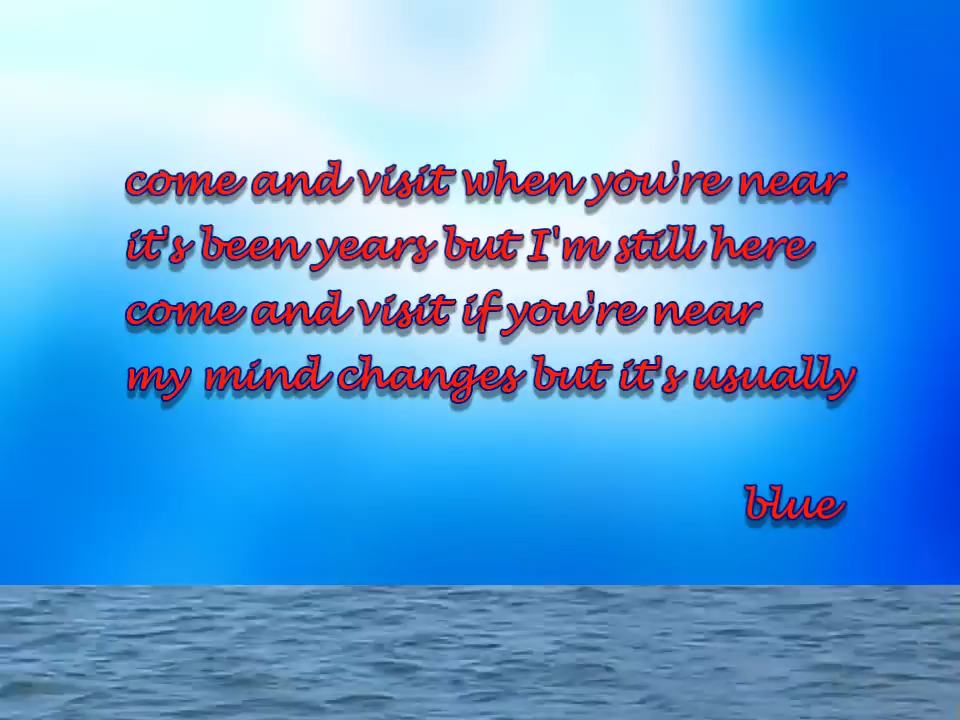 come and visit when you're near
it's been years but I'm still here
come and visit if you're near
my mind changes but it's usually
blue